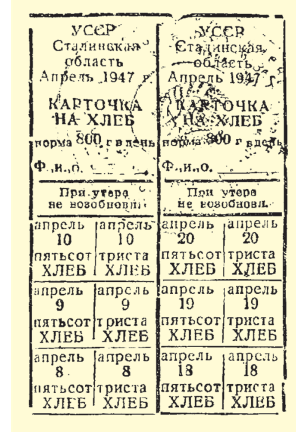 УССР
Сталинская
область
Апрель 1947 г.
КАРТОЧКА
НА ХЛЕБ
норма 800 г в день
Ф.,и.,о.
При утере
не возобновл.
апрель апрель
10 10
пятьсот триста
ХЛЕБ ХЛЕБ
апрель апрель
9 9
пятьсот триста
ХЛЕБ ХЛЕБ
апрель апрель
8 8
пятьсот триста
ХЛЕБ ХЛЕБ
УССР
Сталинская
область
Апрель 1947 г.
КАРТОЧКА
НА ХЛЕБ
норма 800 г в день
Ф.,и.,о.
При утере
не возобновл.
апрель апрель
20 20
пятьсот триста
ХЛЕБ ХЛЕБ
апрель апрель
19 19
пятьсот триста
ХЛЕБ ХЛЕБ
апрель апрель
18 18
пятьсот триста
ХЛЕБ ХЛЕБ